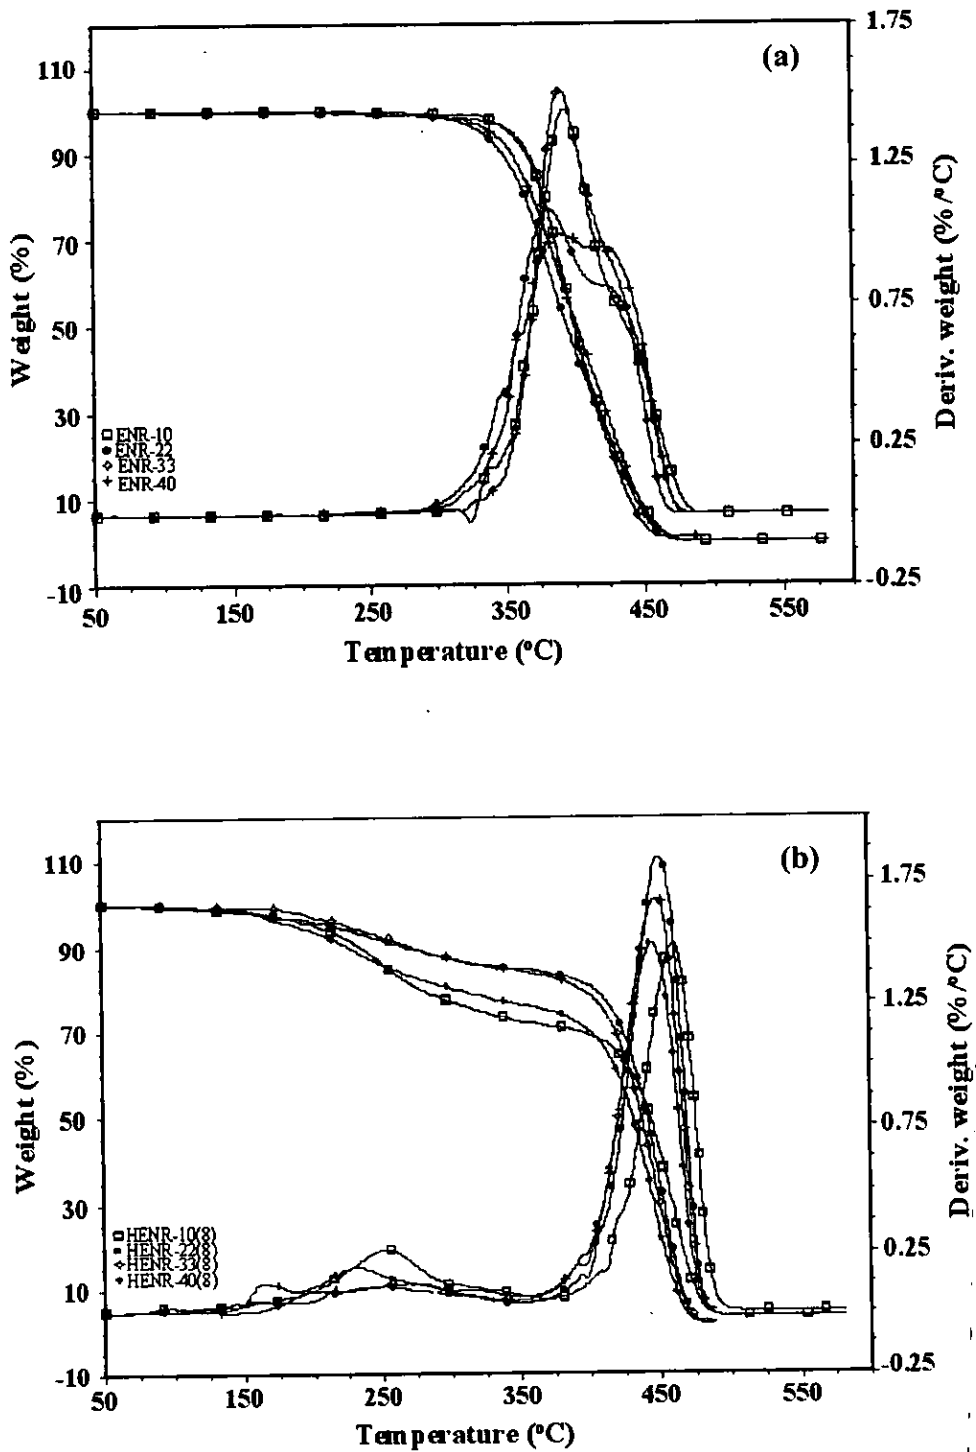 (a)
1.75
110
90
1.25
70
0.75
50
30
0.25
10
-0.25
-10
Weight (%)
Deriv. weight (%/°C)
ENR-10
ENR-22
ENR-33
ENR-40
50 150 250 350 450 550
Temperature (°C)
(b)
110
1.75
90
1.25
70
50
0.75
30
0.25
10
-0.25
-10
Weight (%)
Deriv. weight (%/°C)
HENR-10(8)
HENR-22(8)
HENR-33(8)
HENR-40(8)
50 150 250 350 450 550
Temperature (°C)